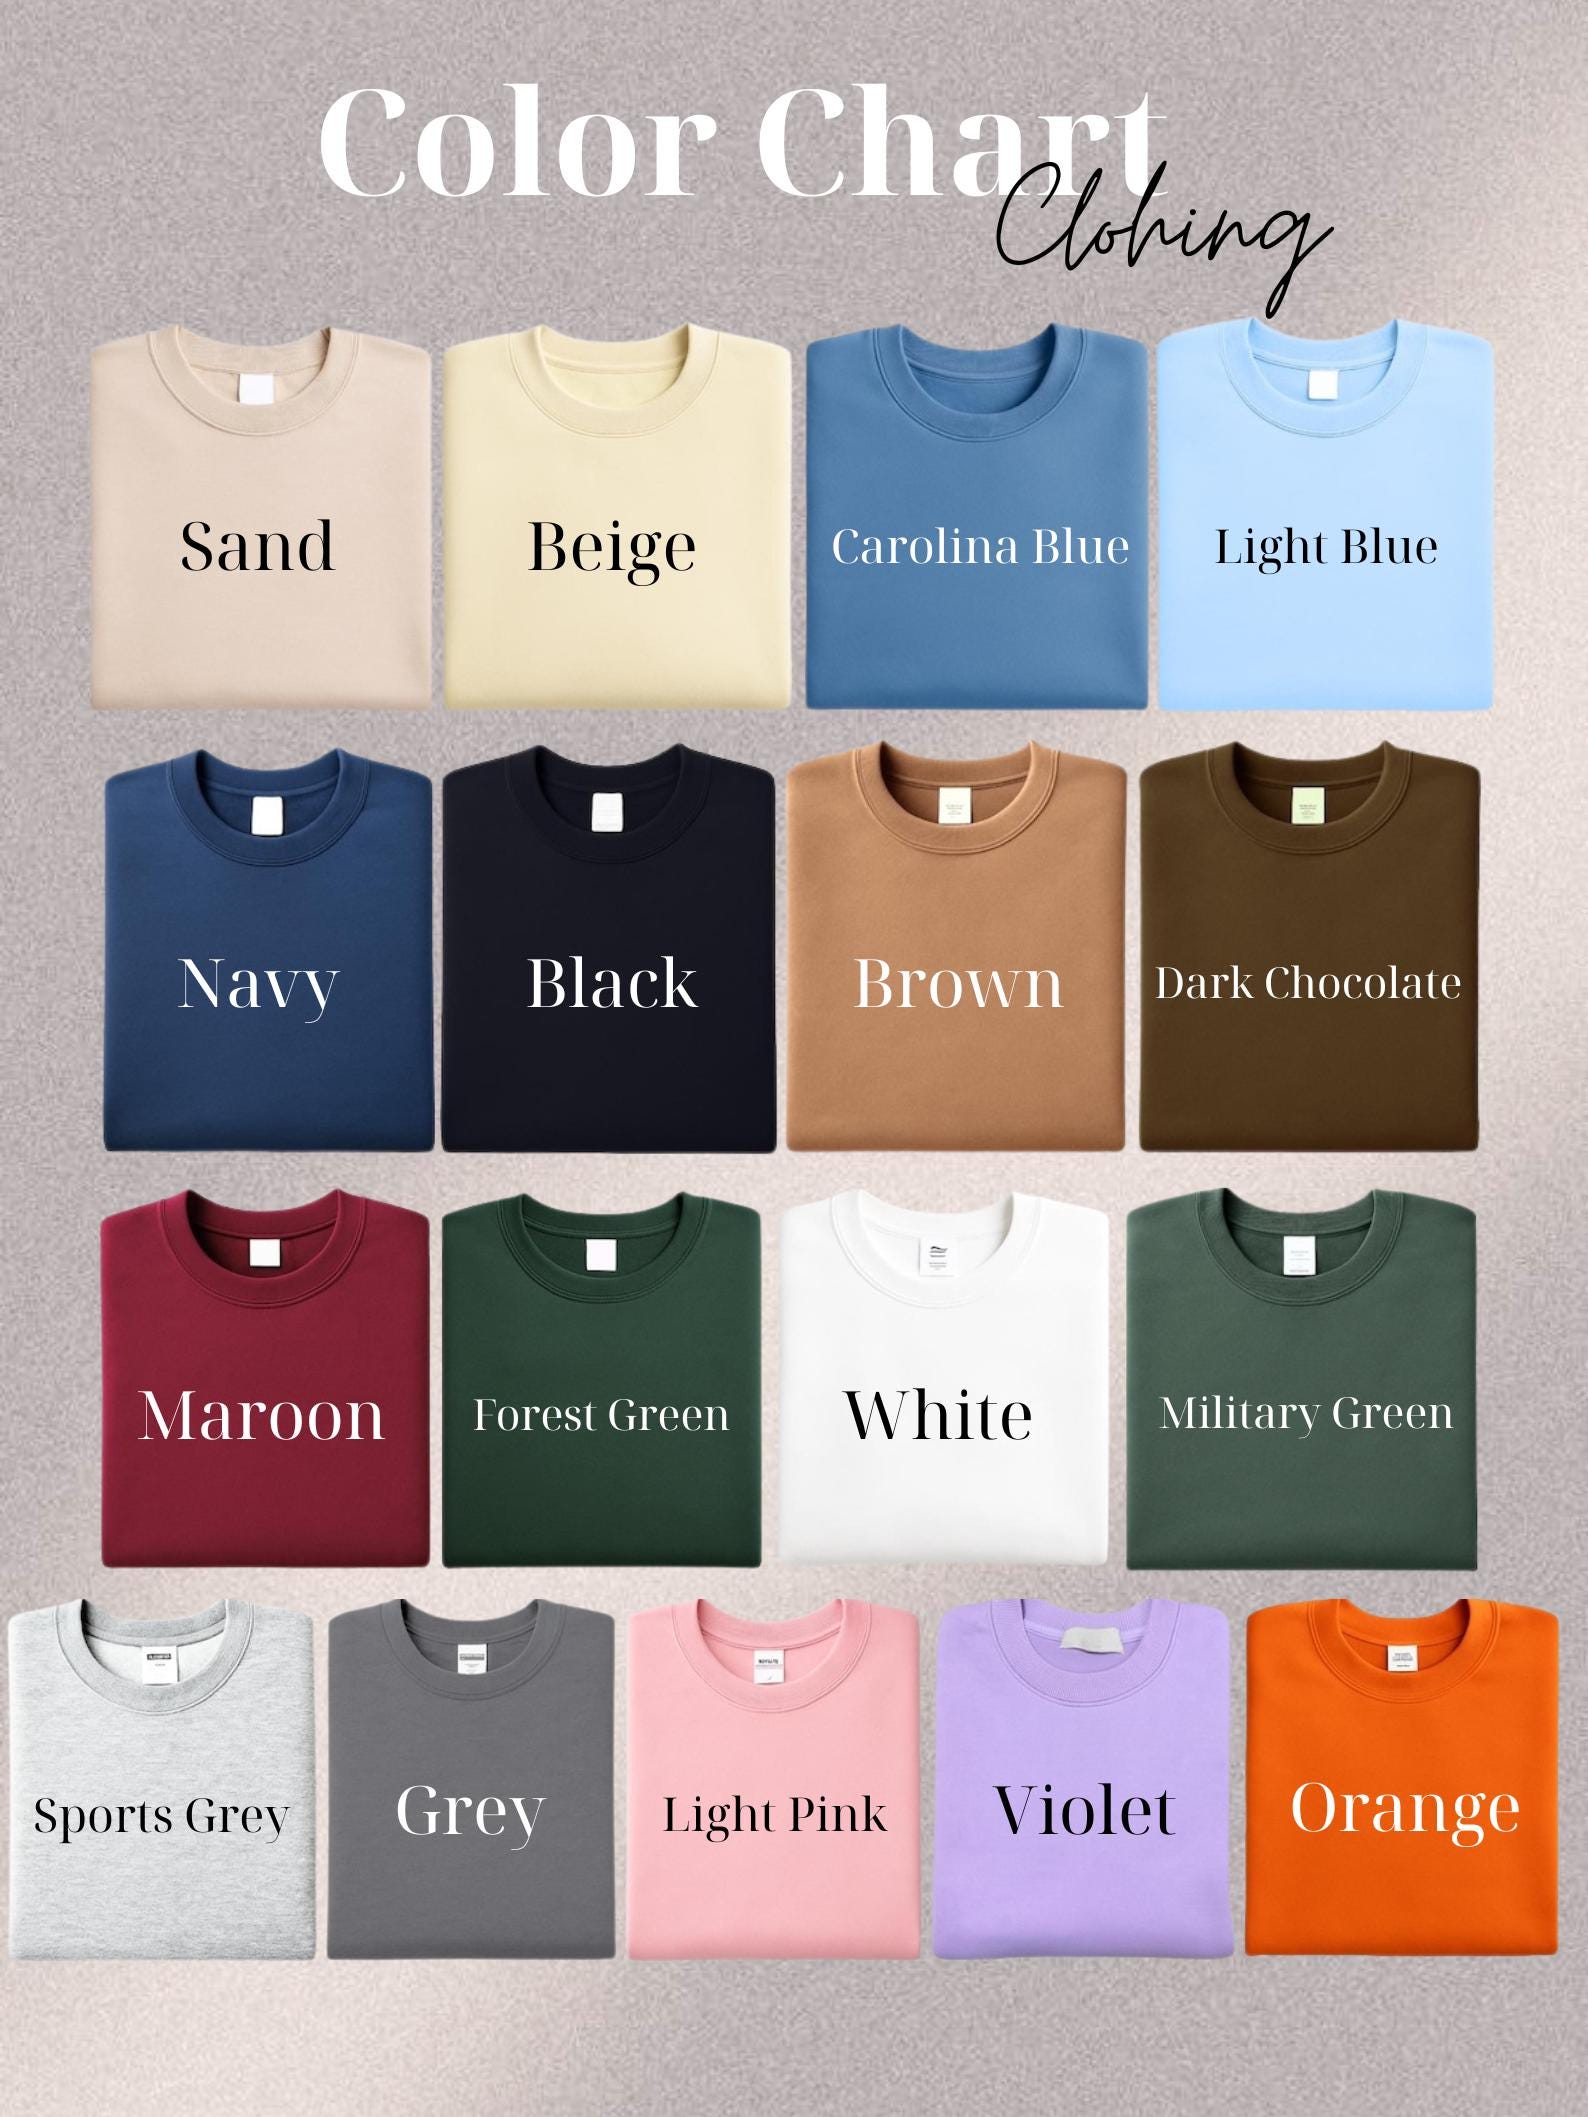 Color Chart
Clohing
Sand
Beige
Carolina Blue
Light Blue
Navy
Black
Brown
Dark Chocolate
Maroon
Forest Green
White
Military Green
Sports Grey
Grey
Light Pink
Violet
Orange